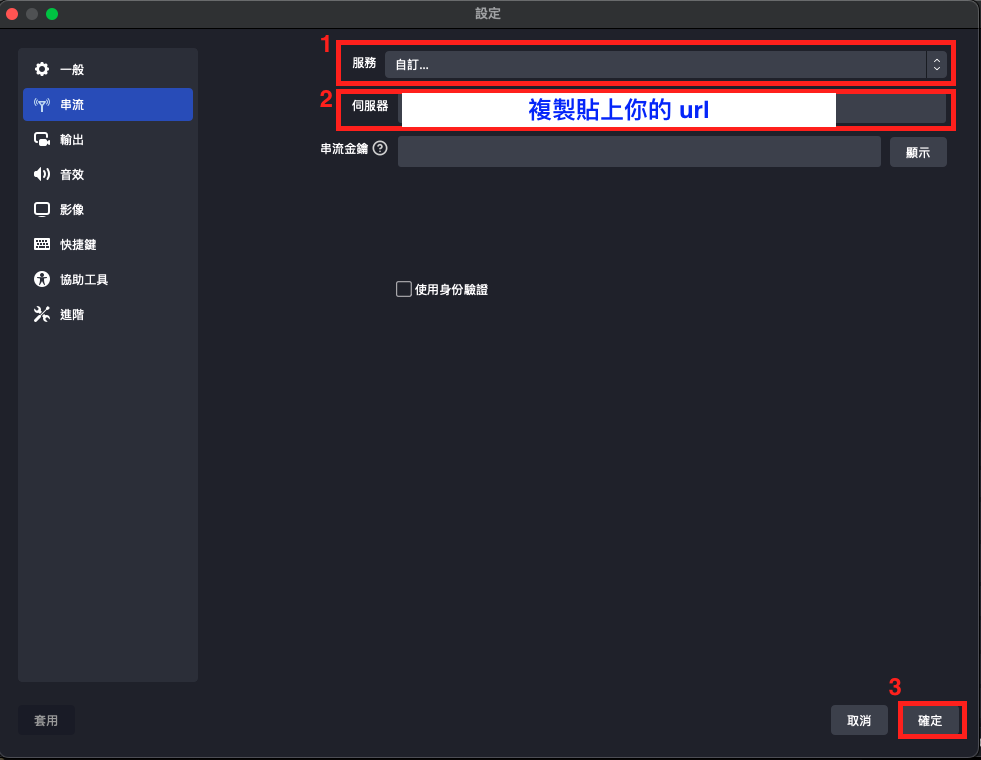 設定
一般
串流
輸出
音效
影像
快捷鍵
協助工具
進階
1
服務 自訂...
2
伺服器 複製貼上你的 url
串流金鑰 ? 顯示
使用身份驗證
3
套用 取消 確定